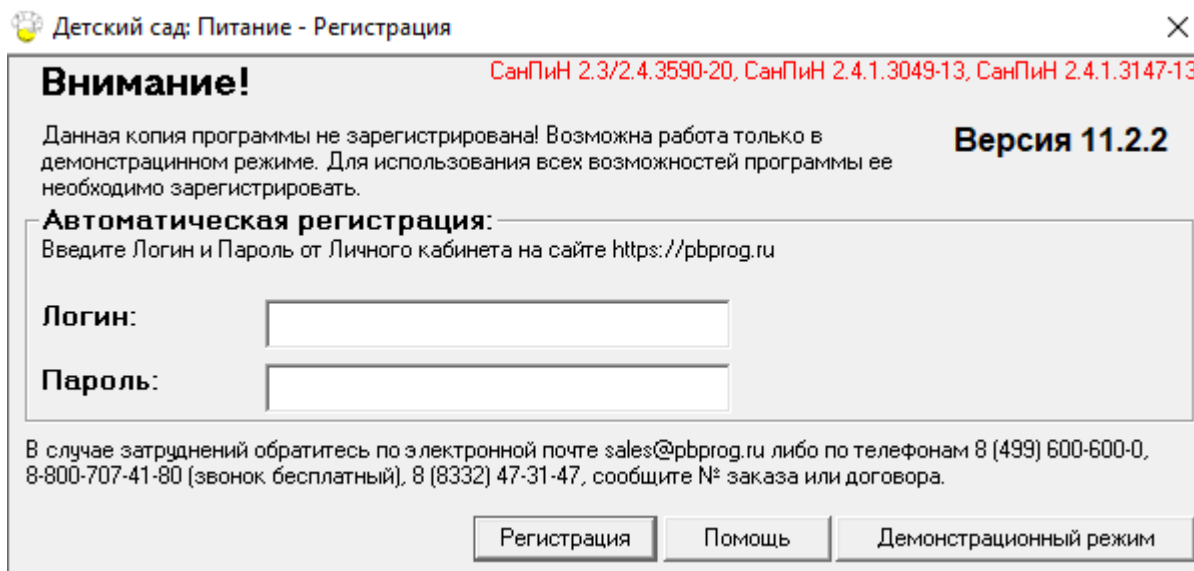 Детский сад: Питание - Регистрация
Внимание!
СанПиН 2.3/2.4.3590-20, СанПиН 2.4.1.3049-13, СанПиН 2.4.1.3147-13
Данная копия программы не зарегистрирована! Возможна работа только в
демонстрацинном режиме. Для использования всех возможностей программы ее
необходимо зарегистрировать.
Версия 11.2.2
Автоматическая регистрация:
Введите Логин и Пароль от Личного кабинета на сайте https://pbprog.ru
Логин:
Пароль:
В случае затруднений обратитесь по электронной почте sales@pbprog.ru либо по телефонам 8 (499) 600-600-0,
8-800-707-41-80 (звонок бесплатный), 8 (8332) 47-31-47, сообщите № заказа или договора.
Регистрация Помощь Демонстрационный режим